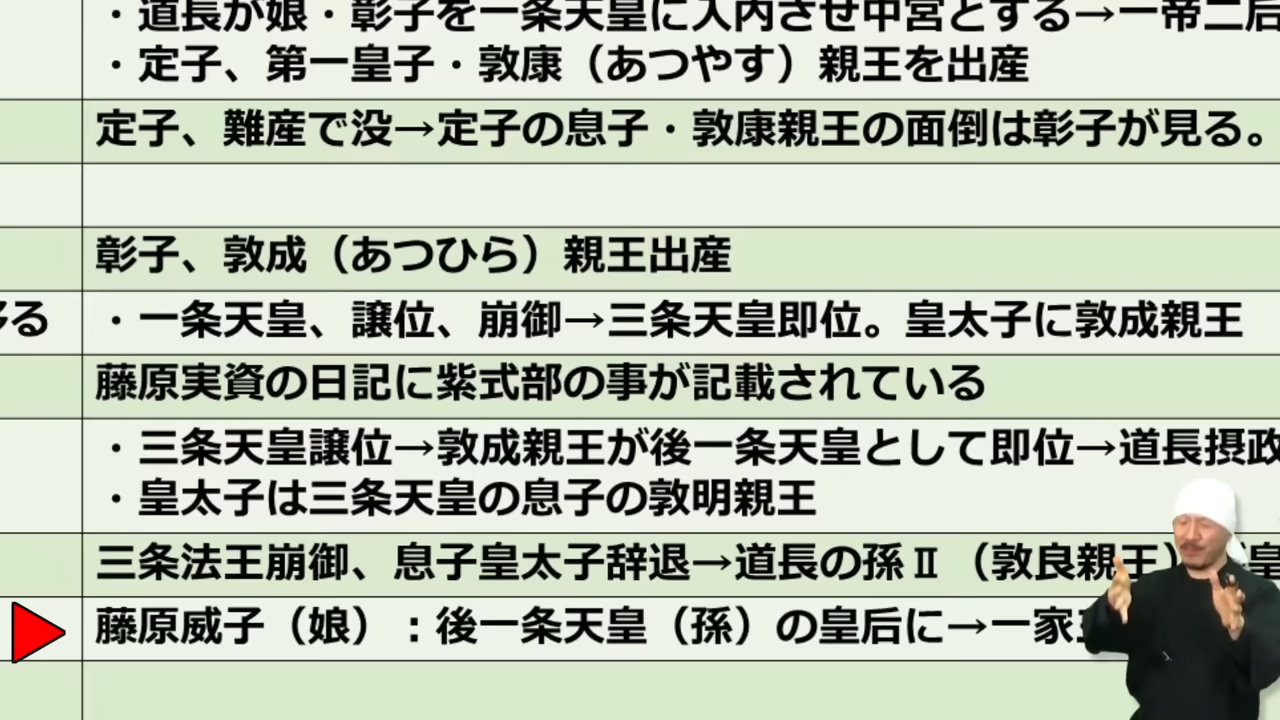 ・道長が娘・彰子を一条天皇に入内させ中宮とする→一帝二后
・定子、第一皇子・敦康（あつやす）親王を出産
定子、難産で没→定子の息子・敦康親王の面倒は彰子が見る。
彰子、敦成（あつひら）親王出産
る
・一条天皇、譲位、崩御→三条天皇即位。皇太子に敦成親王
藤原実資の日記に紫式部の事が記載されている
・三条天皇譲位→敦成親王が後一条天皇として即位→道長摂政
・皇太子は三条天皇の息子の敦明親王
三条法王崩御、息子皇太子辞退→道長の孫Ⅱ（敦良親王）皇
藤原威子（娘）：後一条天皇（孫）の皇后に→一家